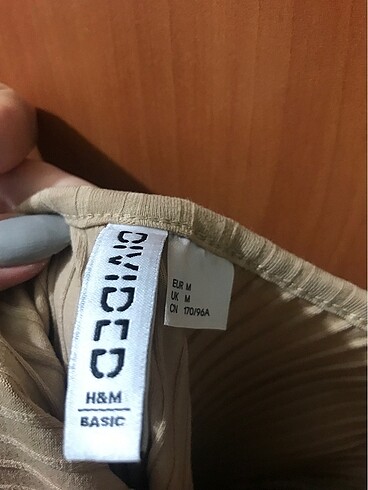 DIVIDED
H&M
BASIC
EUR M
UK M
CN 170/96A